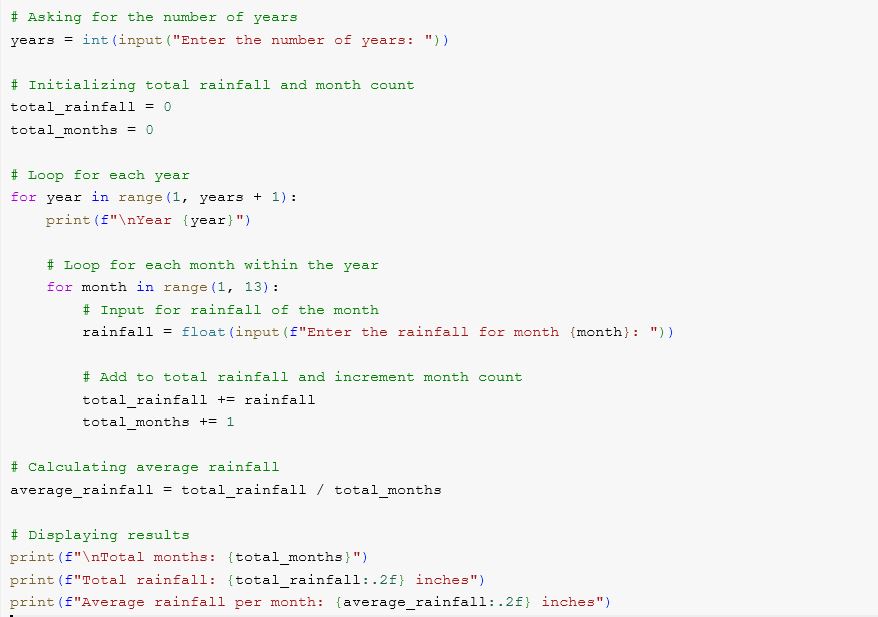 # Asking for the number of years
years = int(input("Enter the number of years: "))
# Initializing total rainfall and month count
total_rainfall = 0
total_months = 0
# Loop for each year
for year in range(1, years + 1):
    print(f"\nYear {year}")
    # Loop for each month within the year
    for month in range(1, 13):
        # Input for rainfall of the month
        rainfall = float(input(f"Enter the rainfall for month {month}: "))
        # Add to total rainfall and increment month count
        total_rainfall += rainfall
        total_months += 1
# Calculating average rainfall
average_rainfall = total_rainfall / total_months
# Displaying results
print(f"\nTotal months: {total_months}")
print(f"Total rainfall: {total_rainfall:.2f} inches")
print(f"Average rainfall per month: {average_rainfall:.2f} inches")